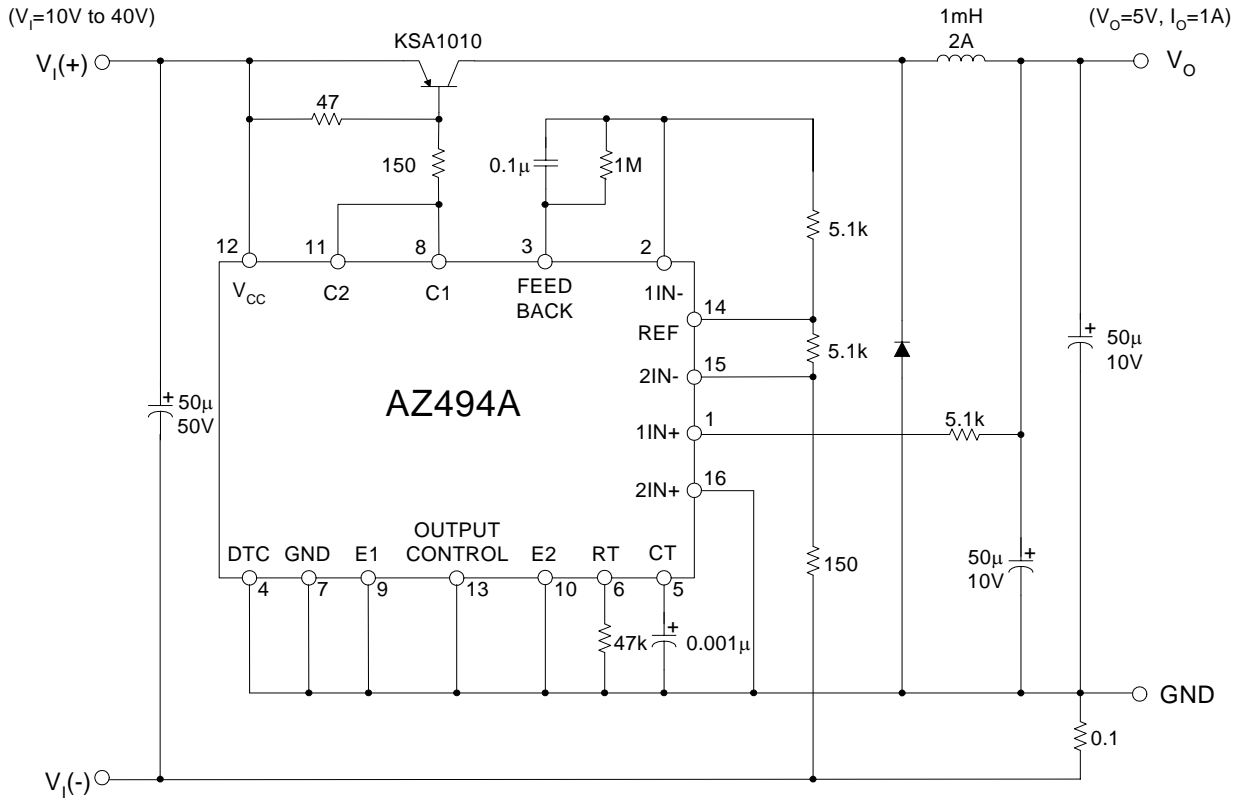 (VI=10V to 40V)
1mH
2A
(VO=5V, IO=1A)
KSA1010
VI(+)
VO
47
150
0.1μ
1M
5.1k
12
11
8
3
2
VCC
C2
C1
FEED
BACK
1IN-
14
REF
5.1k
15
2IN-
50μ
10V
AZ494A
50μ
50V
1
1IN+
5.1k
16
2IN+
OUTPUT
CONTROL
DTC
GND
E1
E2
RT
CT
150
50μ
10V
4
7
9
13
10
6
5
47k
0.001μ
GND
0.1
VI(-)
+
+
+
+